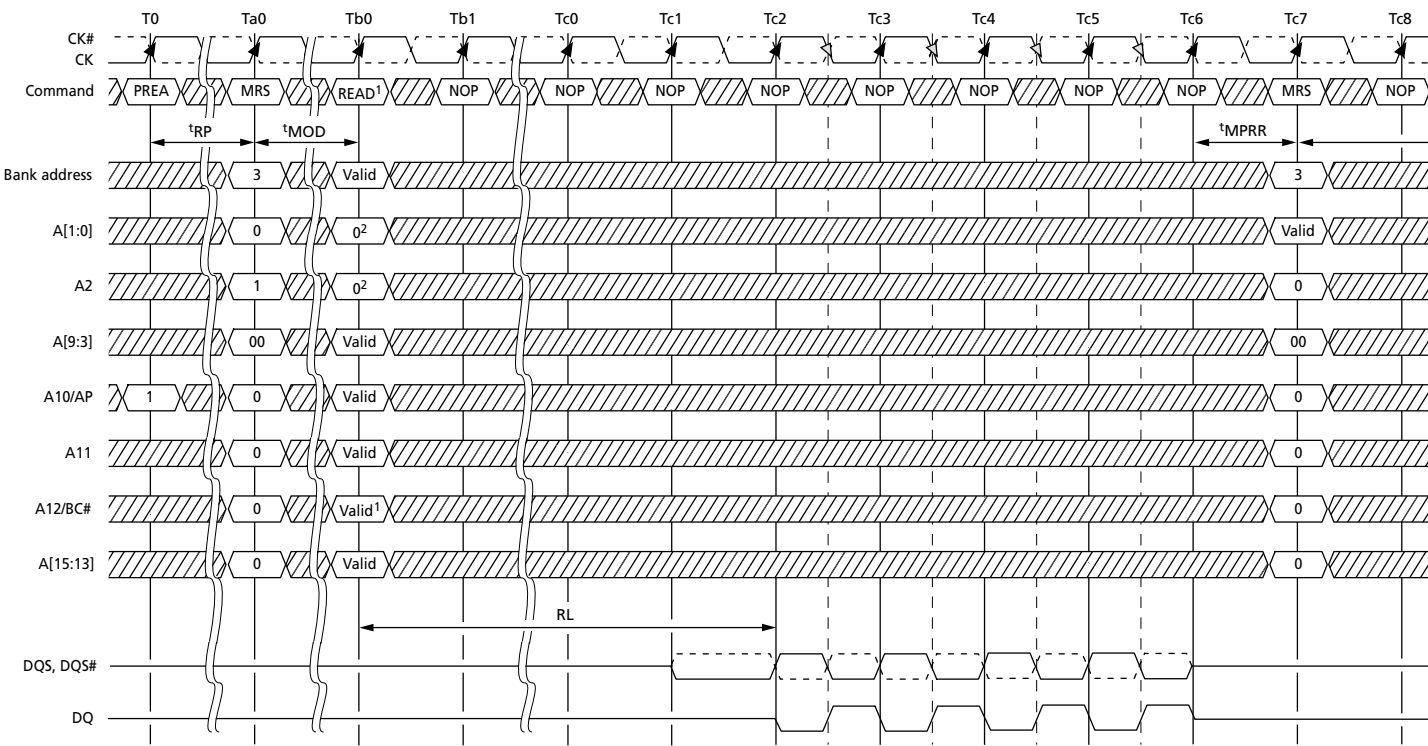 T0 Ta0 Tb0 Tb1 Tc0 Tc1 Tc2 Tc3 Tc4 Tc5 Tc6 Tc7 Tc8
CK#
CK
Command PREA MRS READ1 NOP NOP NOP NOP NOP NOP NOP NOP MRS NOP
tRP tMOD tMPRR
Bank address 3 Valid 3
A[1:0] 0 02 Valid
A2 1 02 0
A[9:3] 00 Valid 00
A10/AP 1 0 Valid 0
A11 0 Valid 0
A12/BC# 0 Valid1 0
A[15:13] 0 Valid 0
RL
DQS, DQS#
DQ